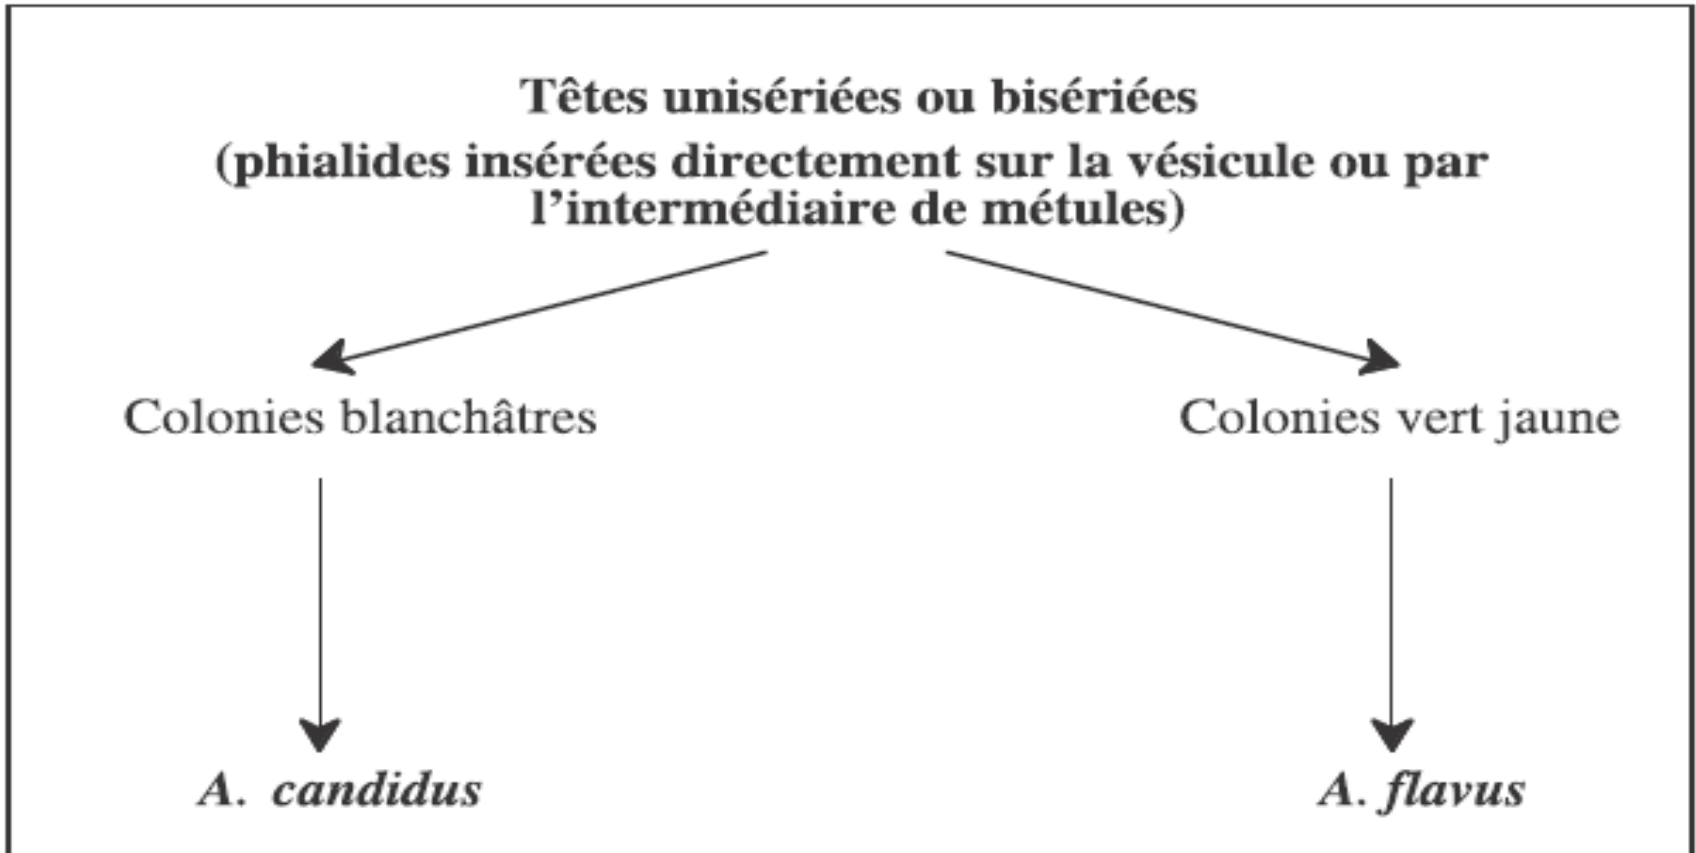 Têtes unisériées ou bisériées
(phialides insérées directement sur la vésicule ou par
l’intermédiaire de métules)
Colonies blanchâtres
Colonies vert jaune
A. candidus
A. flavus